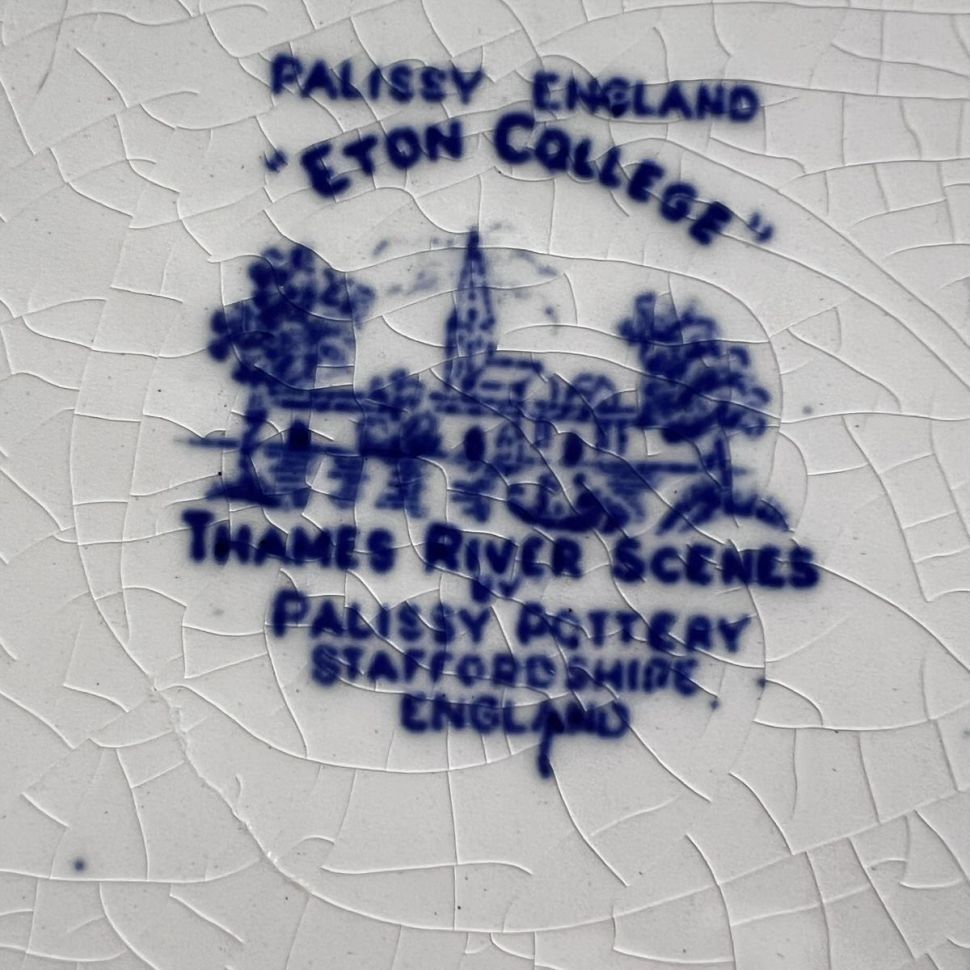 PALISSY ENGLAND
"ETON COLLEGE"
THAMES RIVER SCENES
BY
PALISSY POTTERY
STAFFORDSHIRE
ENGLAND